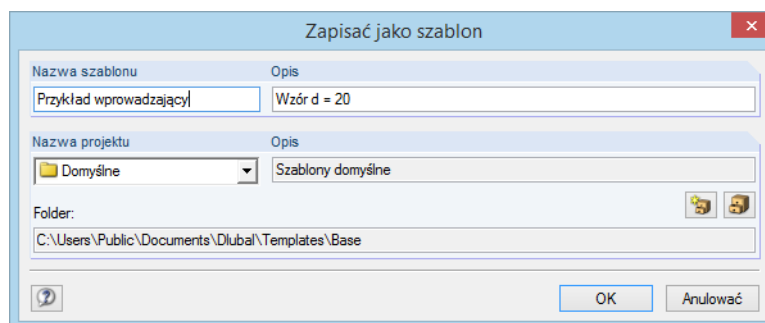 Zapisać jako szablon
Nazwa szablonu Opis
Przykład wprowadzający Wzór d = 20
Nazwa projektu Opis
Domyślne Szablony domyślne
Folder:
C:\Users\Public\Documents\Dlubal\Templates\Base
OK Anulować